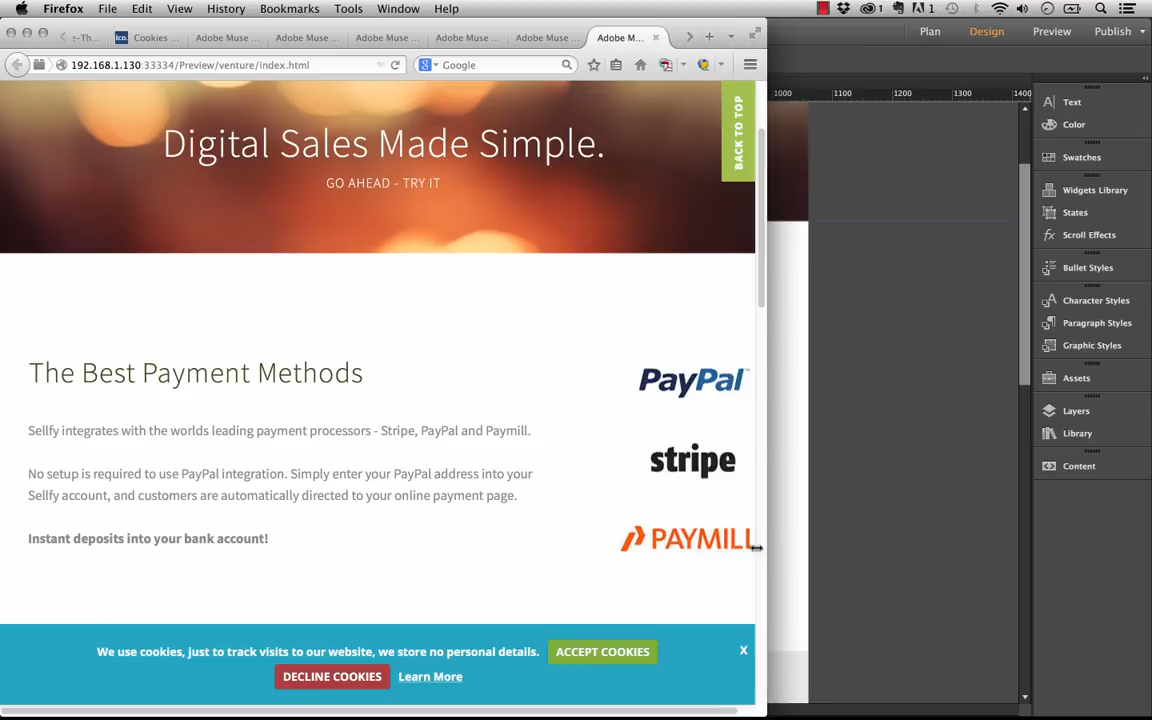 Firefox File Edit View History Bookmarks Tools Window Help
1
1
Th...
ico. Cookies ...
Adobe Muse ...
Adobe Muse ...
Adobe Muse ...
Adobe Muse ...
Adobe Muse ...
Adobe M...
Plan Design Preview Publish
192.168.1.130:33334/Preview/venture/index.html
Google
1000 1100 1200 1300 1400
Digital Sales Made Simple.
GO AHEAD - TRY IT
BACK TO TOP
The Best Payment Methods
Sellfy integrates with the worlds leading payment processors - Stripe, PayPal and Paymill.
No setup is required to use PayPal integration. Simply enter your PayPal address into your
Sellfy account, and customers are automatically directed to your online payment page.
Instant deposits into your bank account!
PayPal
stripe
PAYMILL
We use cookies, just to track visits to our website, we store no personal details.
ACCEPT COOKIES
X
DECLINE COOKIES
Learn More
Text
Color
Swatches
Widgets Library
States
Scroll Effects
Bullet Styles
Character Styles
Paragraph Styles
Graphic Styles
Assets
Layers
Library
Content